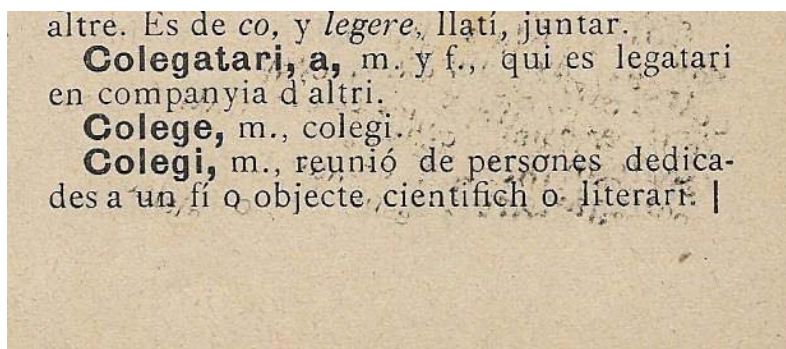 altre. Es de co, y legere, llatí, juntar.
Colegatari, a, m. y f., qui es legatari
en companyia d'altri.
Colege, m., colegi.
Colegi, m., reunió de persones dedica-
des a un fí o objecte cientifich o literari. |